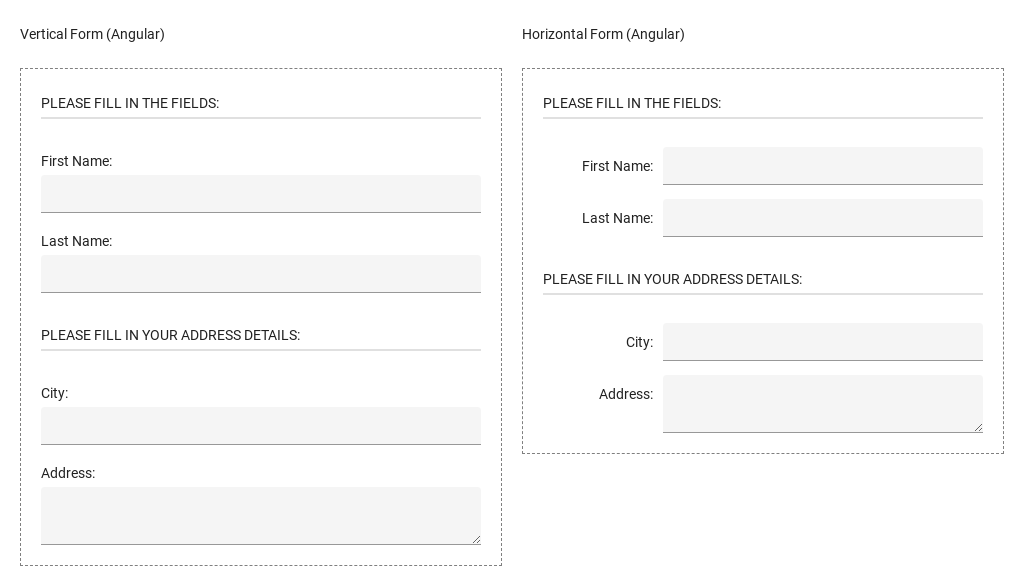 Vertical Form (Angular)
PLEASE FILL IN THE FIELDS:
First Name:
Last Name:
PLEASE FILL IN YOUR ADDRESS DETAILS:
City:
Address:
Horizontal Form (Angular)
PLEASE FILL IN THE FIELDS:
First Name:
Last Name:
PLEASE FILL IN YOUR ADDRESS DETAILS:
City:
Address: